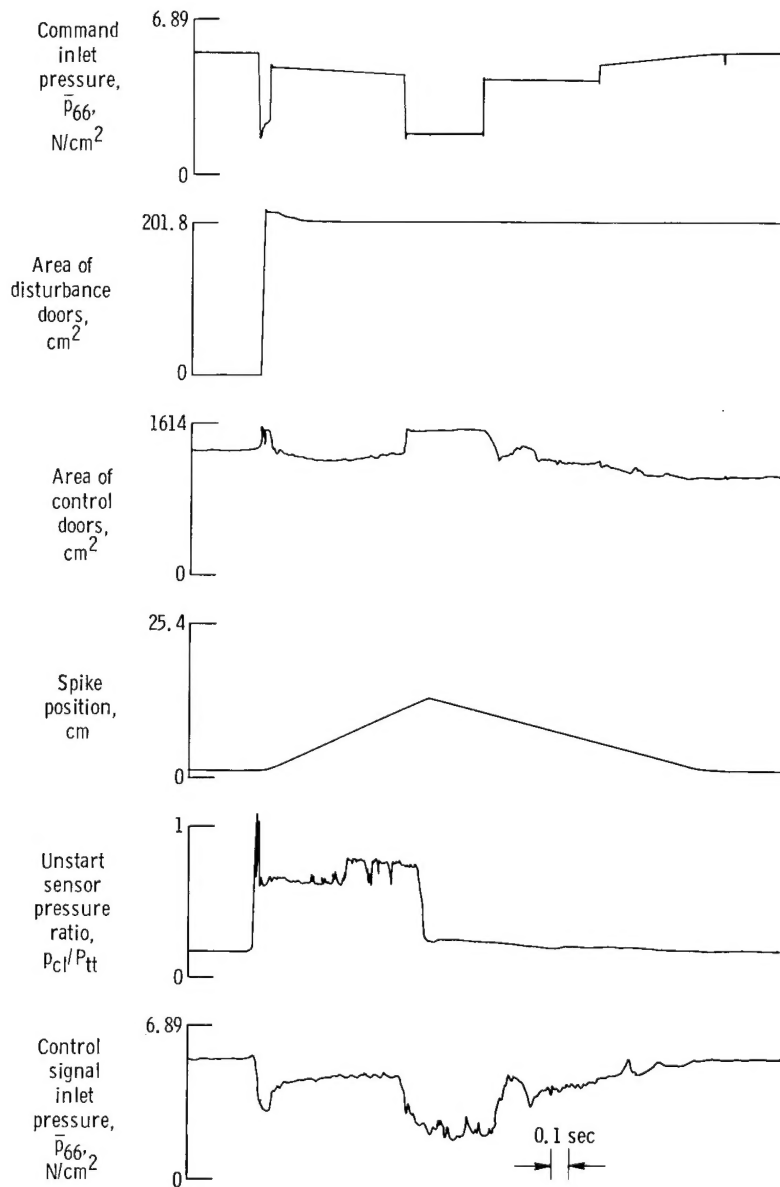 6.89
Command
inlet
pressure,
p̄66,
N/cm2
0
201.8
Area of
disturbance
doors,
cm2
0
1614
Area of
control
doors,
cm2
0
25.4
Spike
position,
cm
0
1
Unstart
sensor
pressure
ratio,
pcl/Ptt
0
6.89
Control
signal
inlet
pressure,
p̄66,
N/cm2
0
0.1 sec